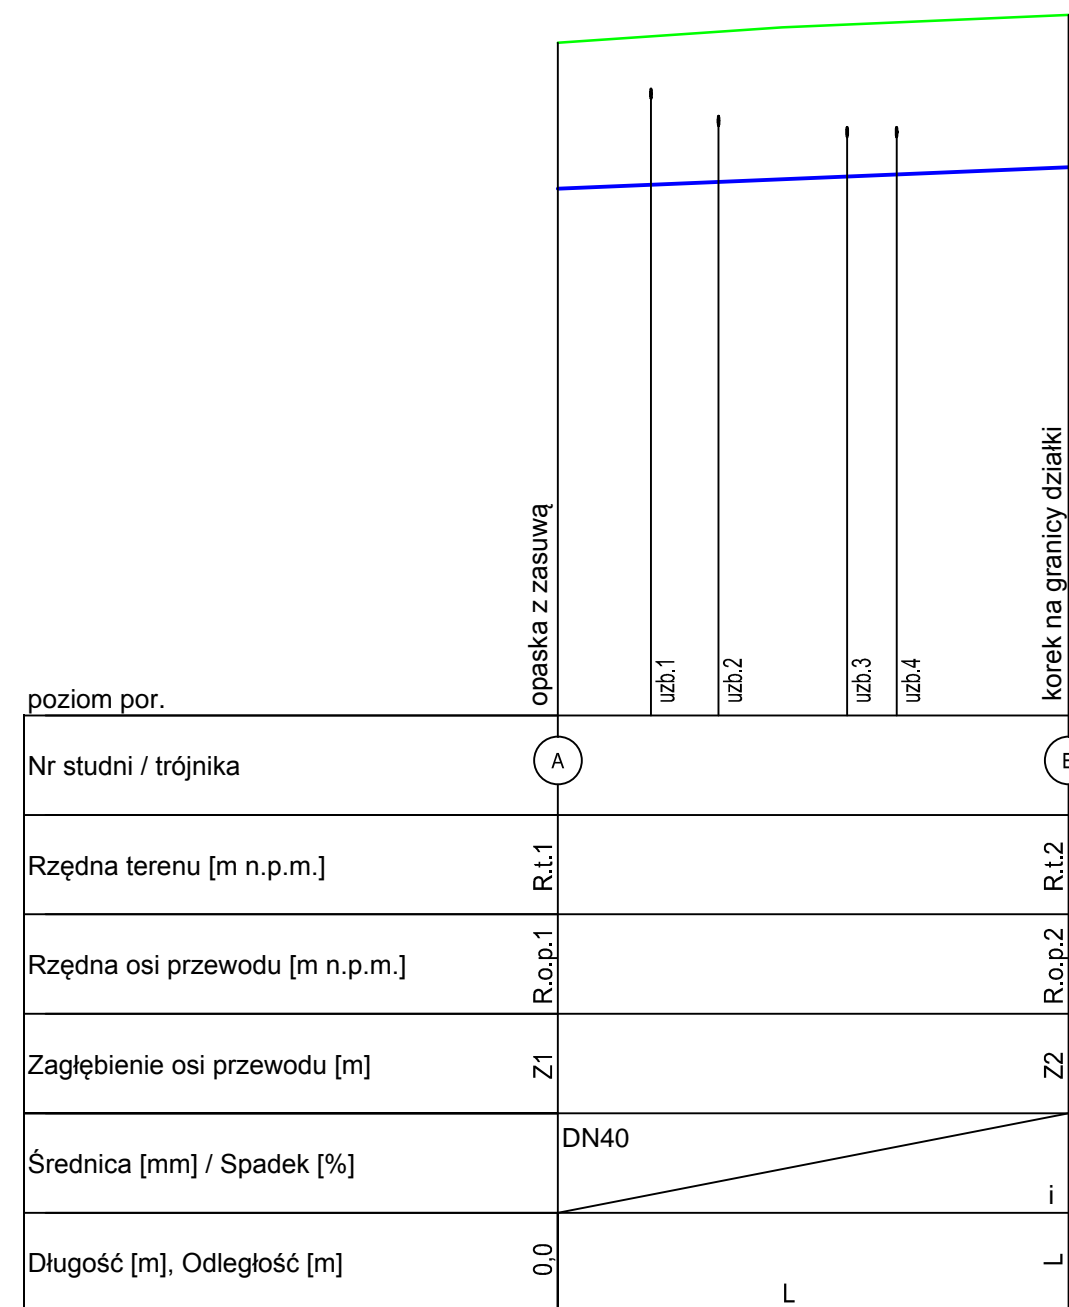 opaska z zasuwą
uzb.1
uzb.2
uzb.3
uzb.4
korek na granicy działki
poziom por.
Nr studni / trójnika
A
Rzędna terenu [m n.p.m.]
R.t.1
R.t.2
Rzędna osi przewodu [m n.p.m.]
R.o.p.1
R.o.p.2
Zagłębienie osi przewodu [m]
Z1
Z2
Średnica [mm] / Spadek [%]
DN40
i
Długość [m], Odległość [m]
0,0
L
L